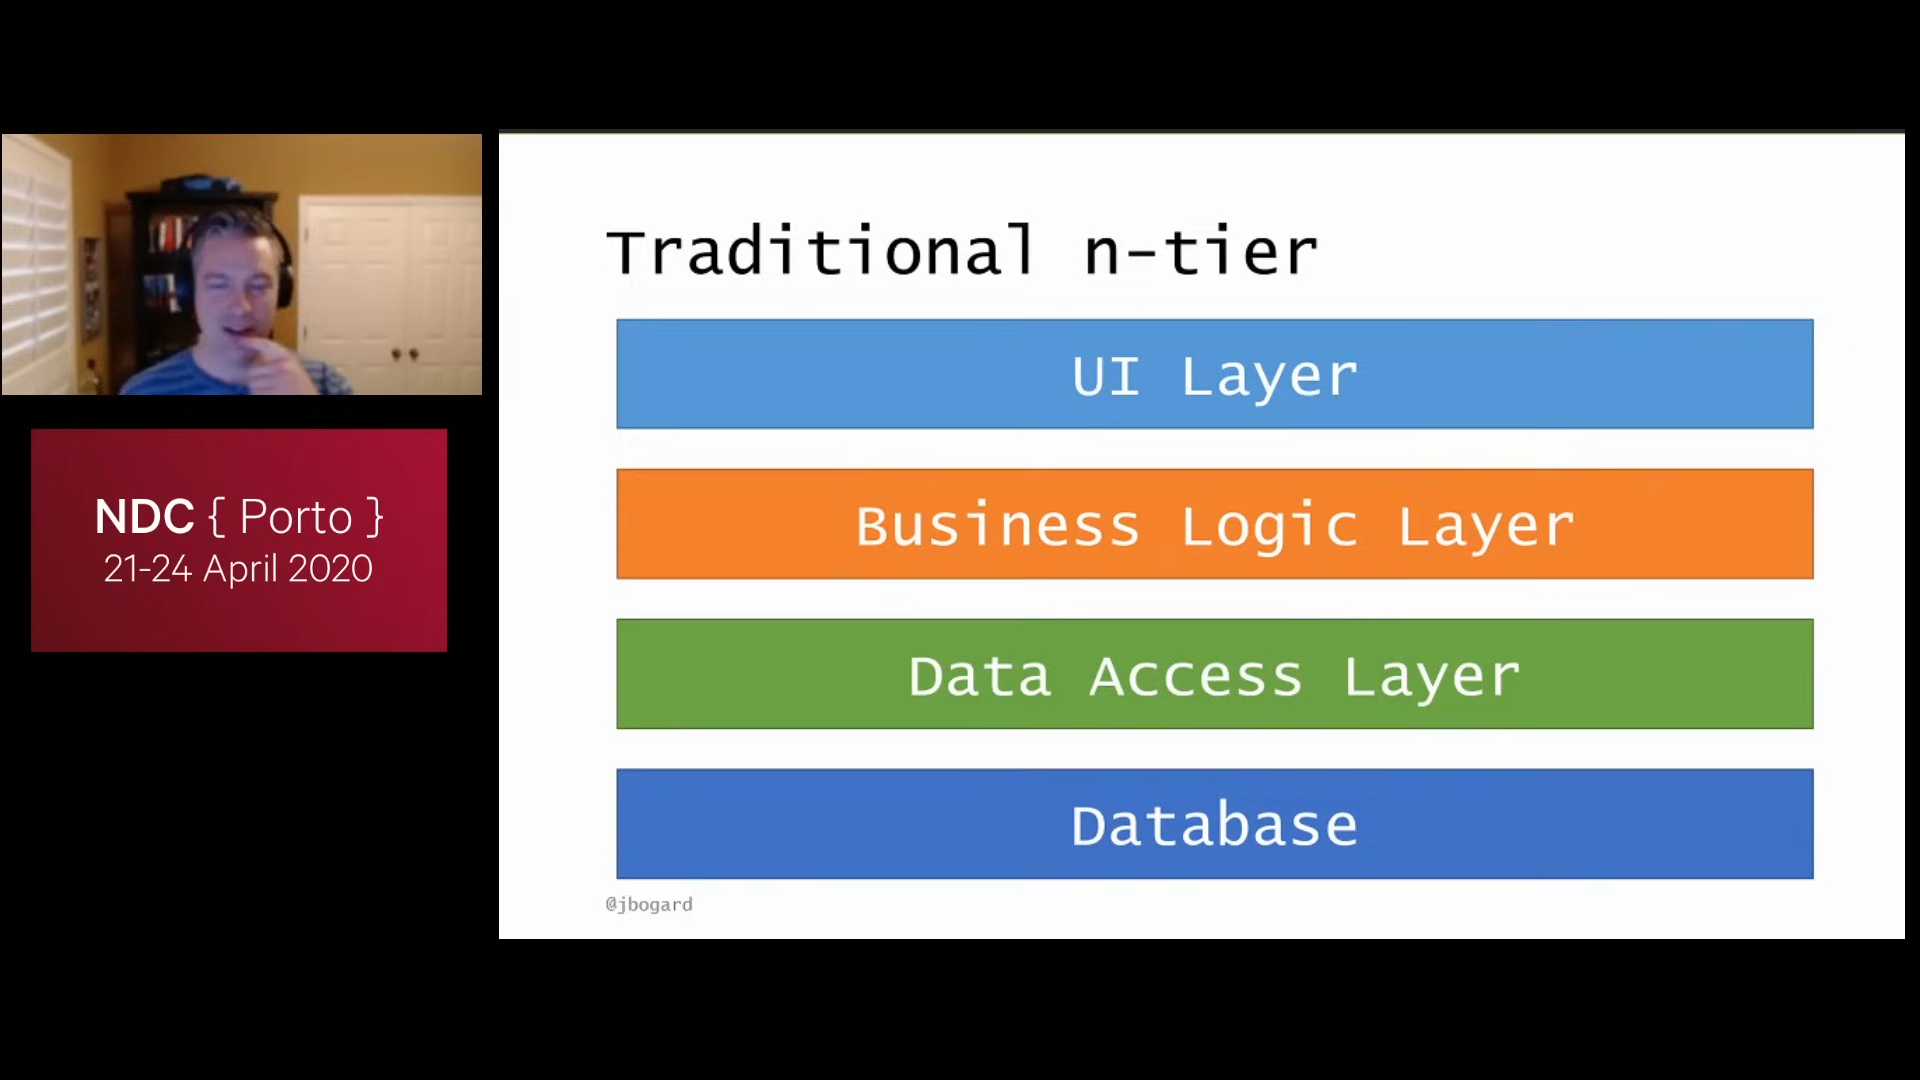 NDC { Porto }
21-24 April 2020
Traditional n-tier
UI Layer
Business Logic Layer
Data Access Layer
Database
@jbogard